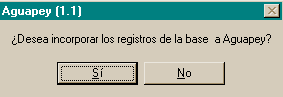 Aguapey (1.1)
¿Desea incorporar los registros de la base a Aguapey?
Sí No